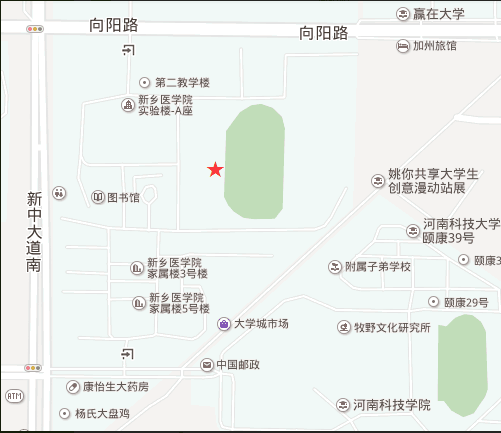 向阳路
向阳路
赢在大学
加州旅馆
第二教学楼
新乡医学院
实验楼-A座
姚你共享大学生
创意漫动站展
新中大道南
图书馆
河南科技大学
颐康39号
新乡医学院
家属楼3号楼
附属子弟学校
颐康3
新乡医学院
家属楼5号楼
颐康29号
大学城市场
牧野文化研究所
中国邮政
康怡生大药房
ATM
杨氏大盘鸡
河南科技学院